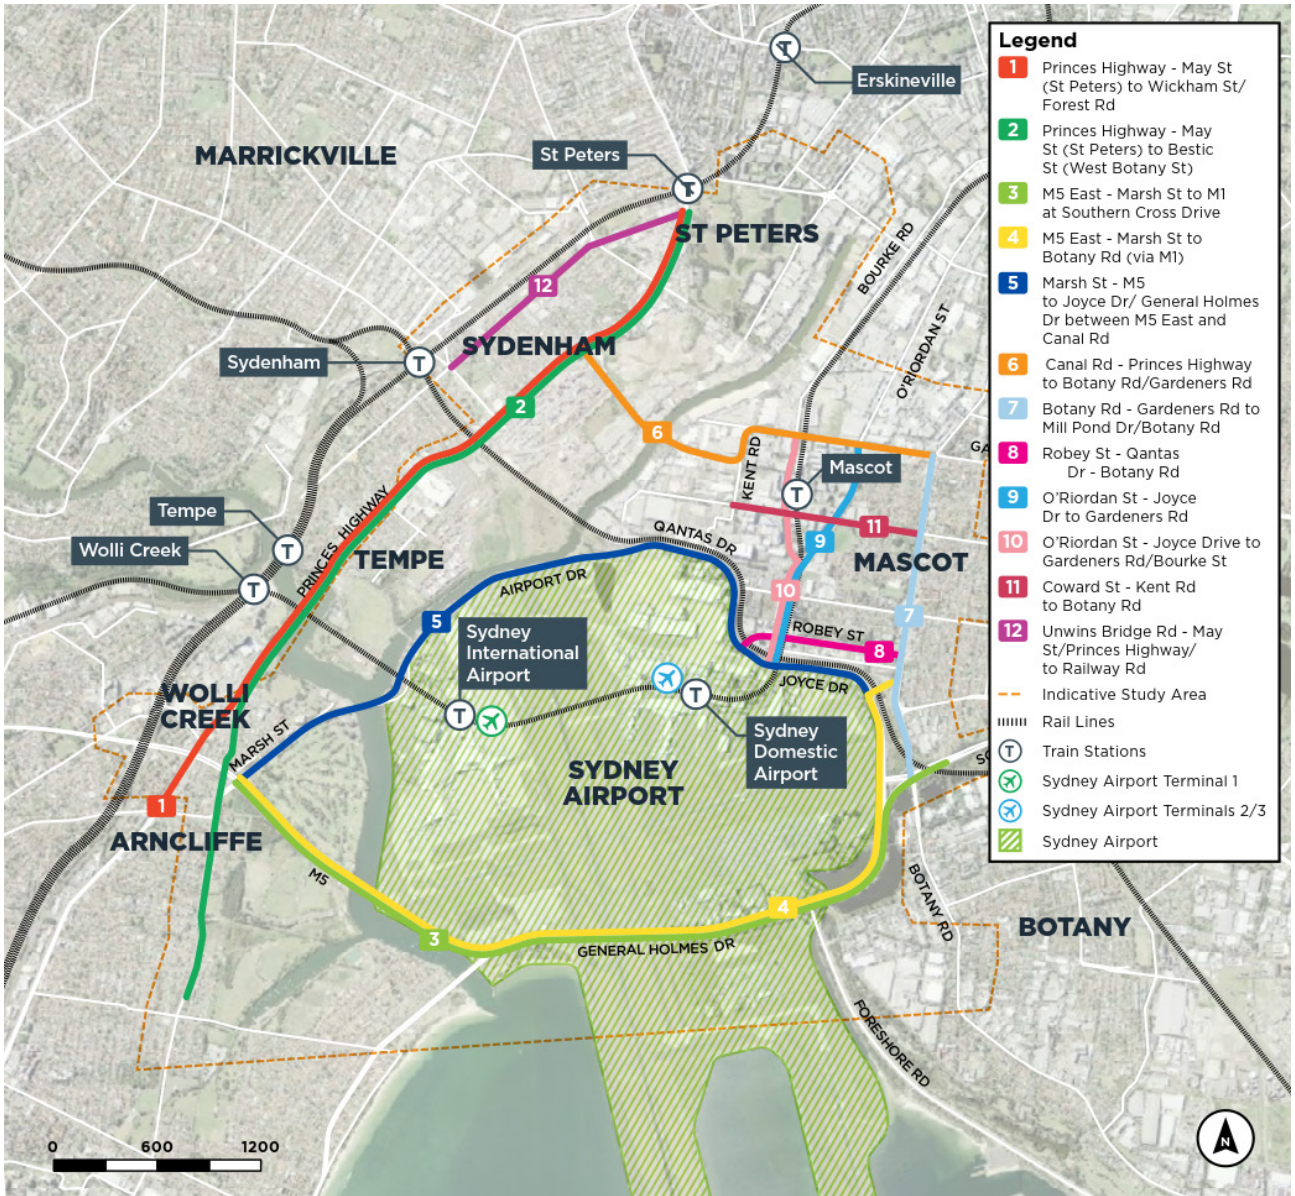 Erskineville
St Peters
MARRICKVILLE
ST PETERS
BOURKE RD
12
SYDENHAM
Sydenham
O'RIORDAN ST
2
6
KENT RD
Mascot
GA
11
9
MASCOT
Tempe
Wolli Creek
PRINCES HIGHWAY
TEMPE
QANTAS DR
AIRPORT DR
10
7
5
Sydney
International
Airport
ROBEY ST
8
JOYCE DR
WOLLI
CREEK
MARSH ST
Sydney
Domestic
Airport
SYDNEY
AIRPORT
SO
1
ARNCLIFFE
M5
3
4
GENERAL HOLMES DR
BOTANY RD
BOTANY
FORESHORE RD
0 600 1200
N
Legend
1 Princes Highway - May St
(St Peters) to Wickham St/
Forest Rd
2 Princes Highway - May
St (St Peters) to Bestic
St (West Botany St)
3 M5 East - Marsh St to M1
at Southern Cross Drive
4 M5 East - Marsh St to
Botany Rd (via M1)
5 Marsh St - M5
to Joyce Dr/ General Holmes
Dr between M5 East and
Canal Rd
6 Canal Rd - Princes Highway
to Botany Rd/Gardeners Rd
7 Botany Rd - Gardeners Rd to
Mill Pond Dr/Botany Rd
8 Robey St - Qantas
Dr - Botany Rd
9 O'Riordan St - Joyce
Dr to Gardeners Rd
10 O'Riordan St - Joyce Drive to
Gardeners Rd/Bourke St
11 Coward St - Kent Rd
to Botany Rd
12 Unwins Bridge Rd - May
St/Princes Highway/
to Railway Rd
Indicative Study Area
Rail Lines
T Train Stations
Sydney Airport Terminal 1
Sydney Airport Terminals 2/3
Sydney Airport